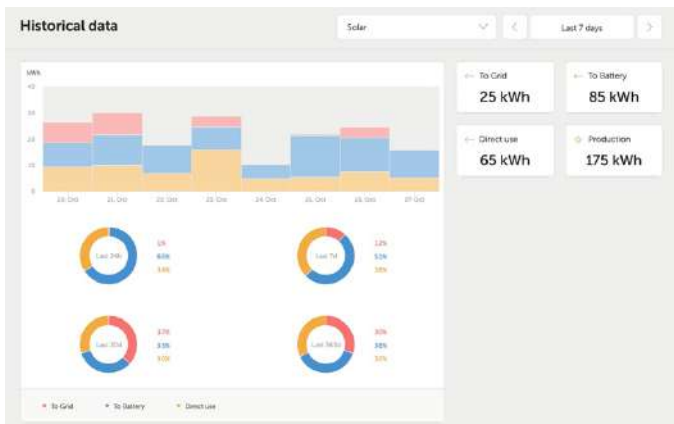 Historical data
Solar
Last 7 days
To Grid
25 kWh
To Battery
85 kWh
Direct use
65 kWh
Production
175 kWh
kWh
40
30
20
10
0
20. Oct 21. Oct 22. Oct 23. Oct 24. Oct 25. Oct 26. Oct 27. Oct
Last 24h
Last 7d
12%
51%
Last 30d
Last 365d
To Grid To Battery Direct use